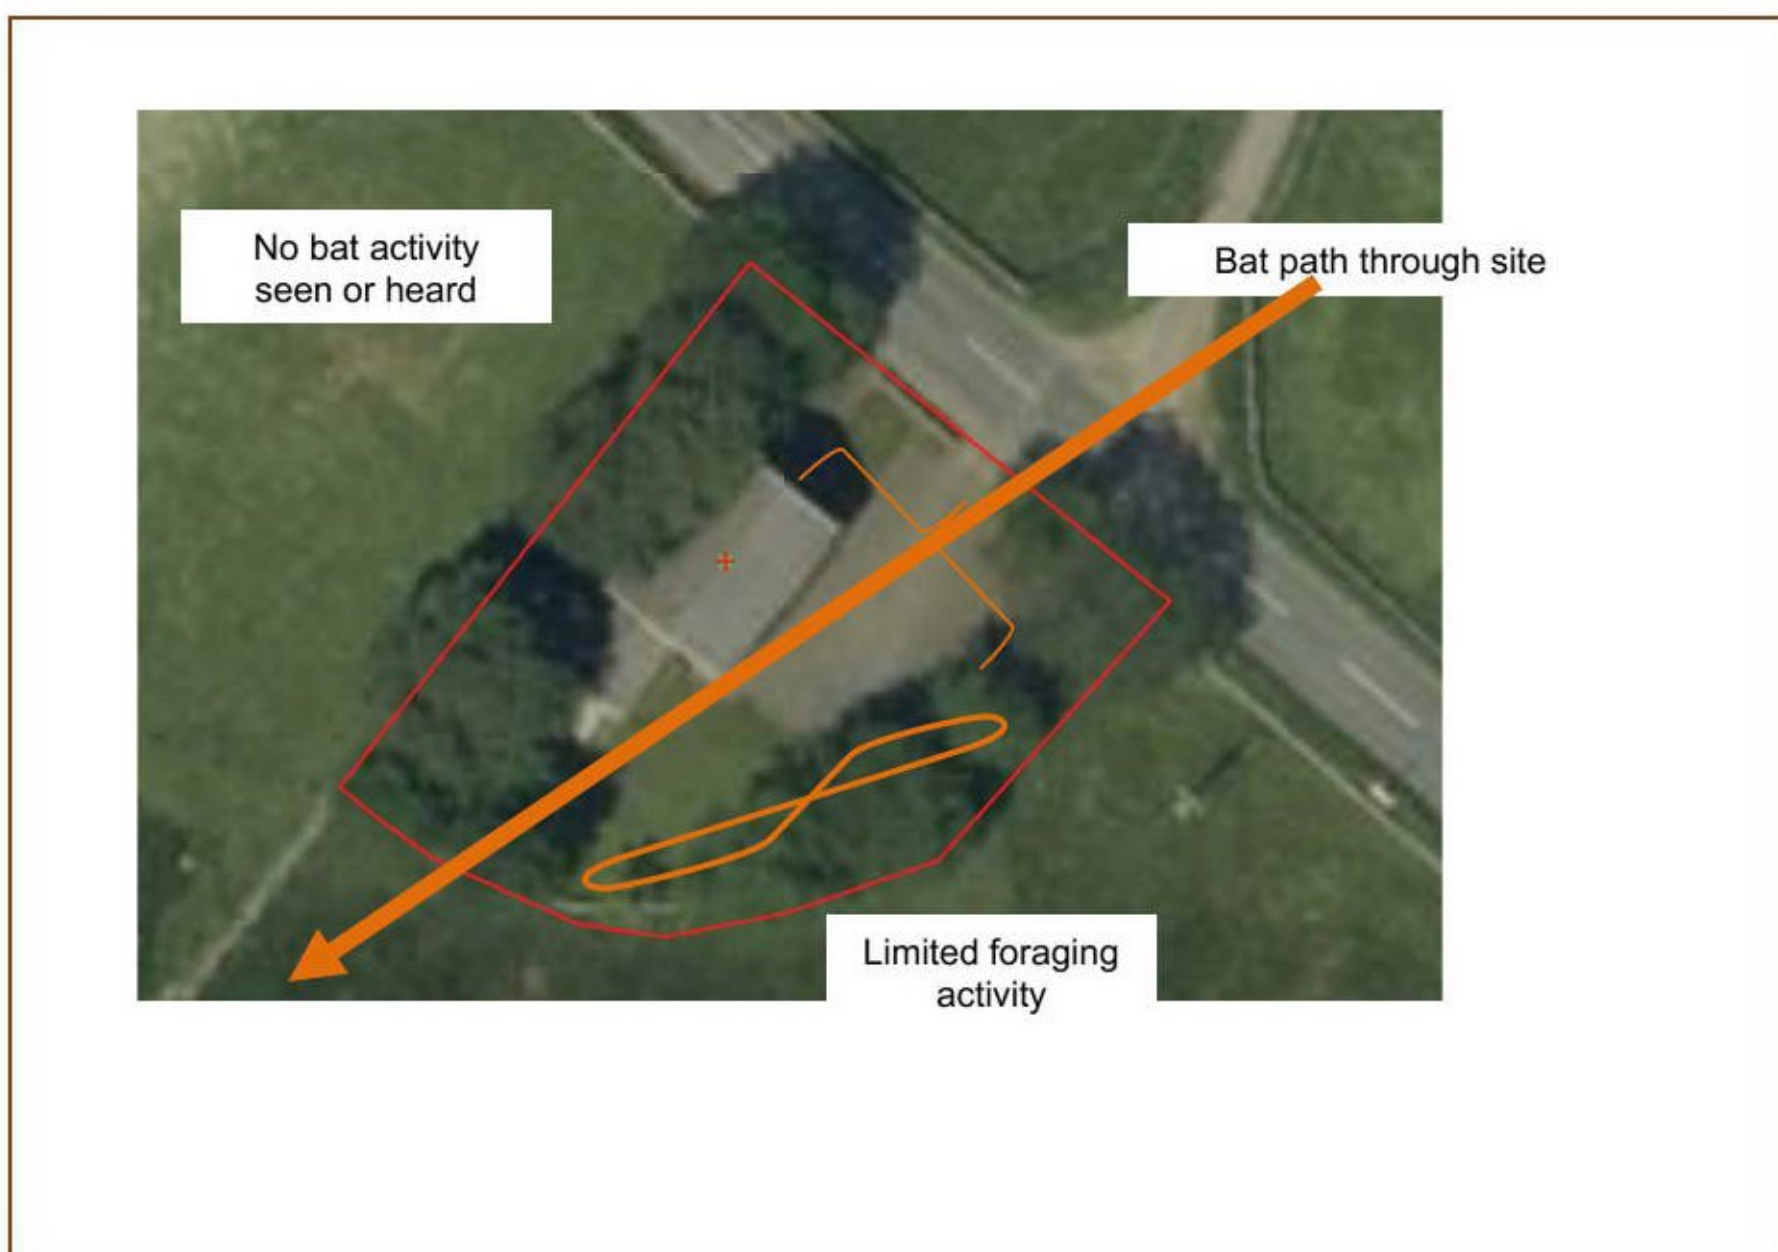 No bat activity
seen or heard
Bat path through site
Limited foraging
activity